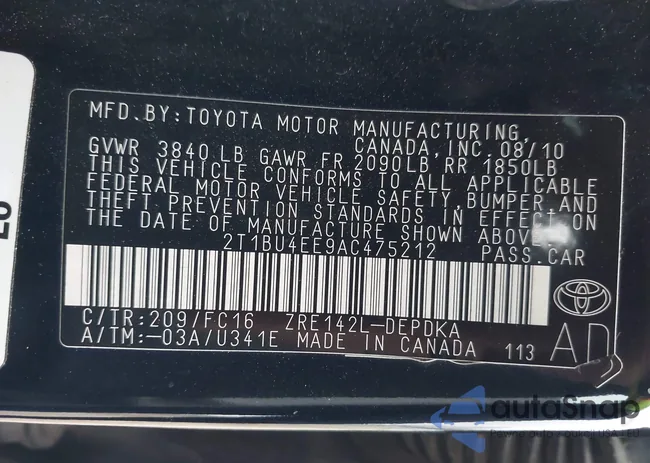 MFD. BY: TOYOTA MOTOR MANUFACTURING,
CANADA, INC. 08/10
GVWR 3840 LB GAWR FR 2090LB RR 1850LB
THIS VEHICLE CONFORMS TO ALL APPLICABLE
FEDERAL MOTOR VEHICLE SAFETY, BUMPER AND
THEFT PREVENTION STANDARDS IN EFFECT ON
THE DATE OF MANUFACTURE SHOWN ABOVE.
2T1BU4EE9AC475212 PASS.CAR
C/TR: 209/FC16 ZRE142L-DEPDKA
A/TM: -03A/U341E MADE IN CANADA 113
AD
autoSnap